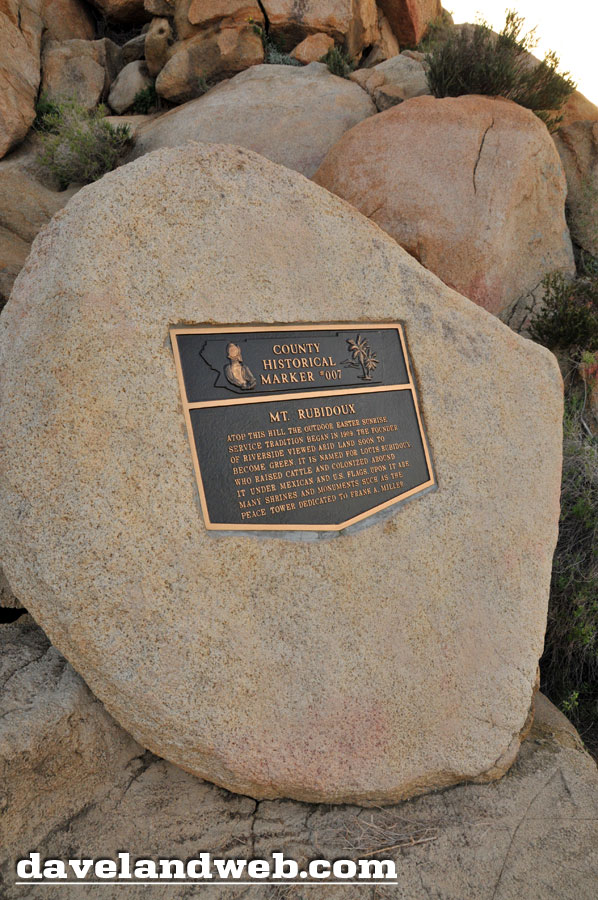 COUNTY
HISTORICAL
MARKER #007
MT. RUBIDOUX
ATOP THIS HILL THE OUTDOOR EASTER SUNRISE
SERVICE TRADITION BEGAN IN 1909. THE FOUNDER
OF RIVERSIDE VIEWED ARID LAND SOON TO
BECOME GREEN. IT IS NAMED FOR LOUIS RUBIDOUX
WHO RAISED CATTLE AND COLONIZED AROUND
IT UNDER MEXICAN AND U.S. FLAGS. UPON IT ARE
MANY SHRINES AND MONUMENTS SUCH AS THE
PEACE TOWER DEDICATED TO FRANK A. MILLER.
davelandweb.com